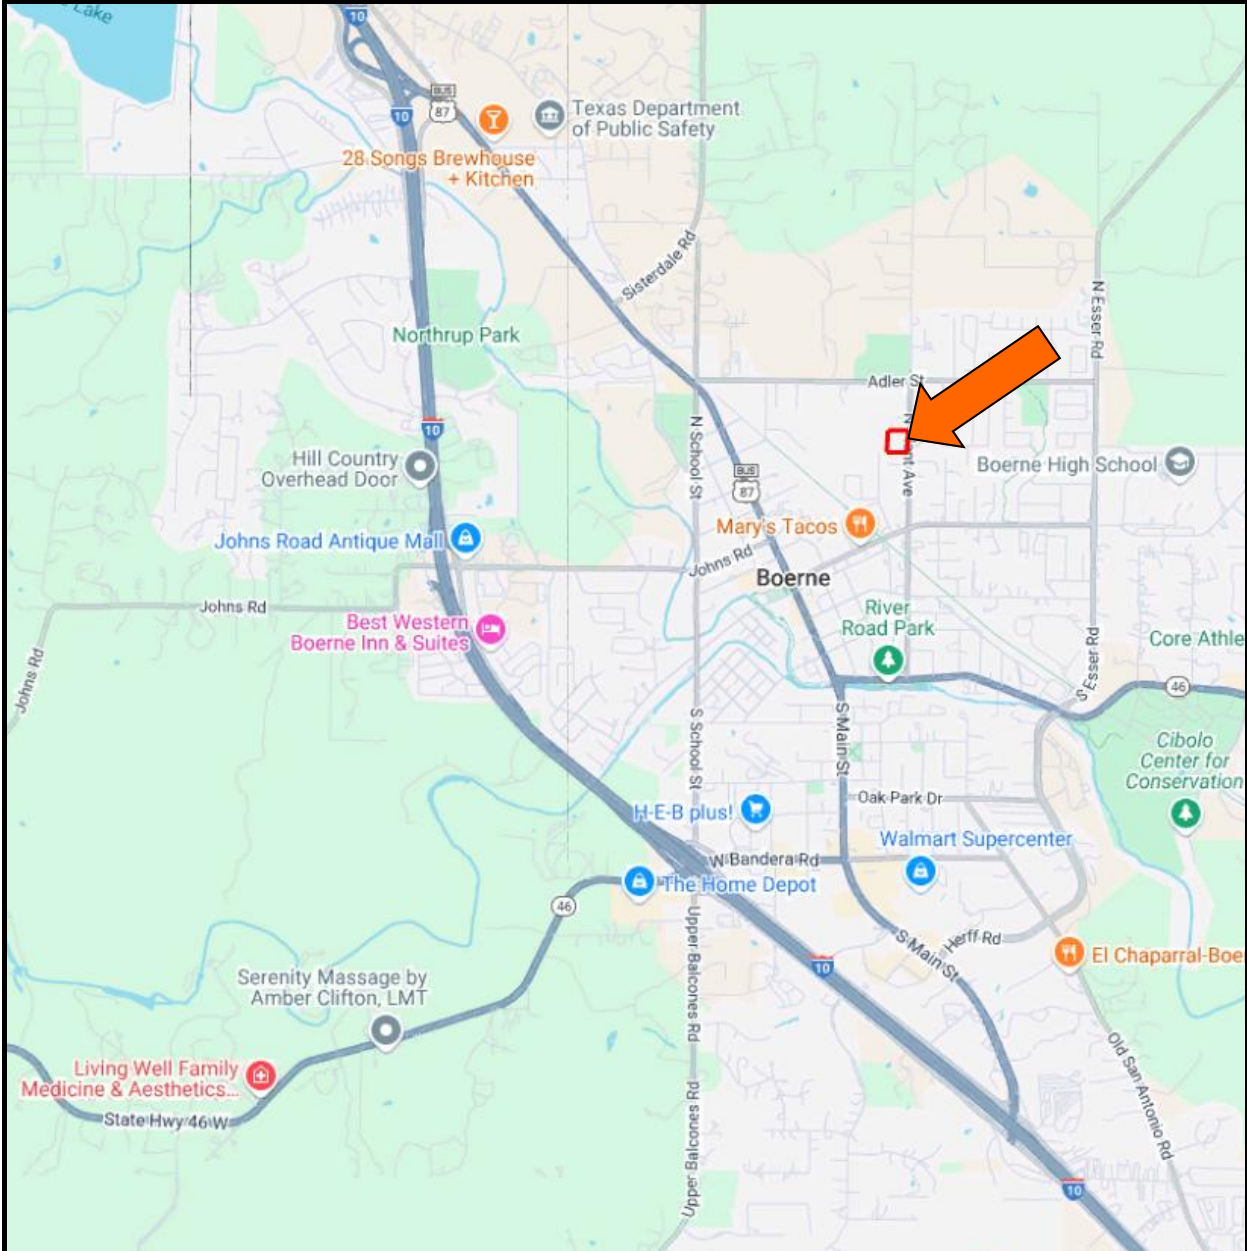 Lake
10
BUS
87
10
Texas Department
of Public Safety
28 Songs Brewhouse
+ Kitchen
Sisterdale Rd
N Esser Rd
Northrup Park
Adler St
N School St
10
Hill Country
Overhead Door
Ave
Boerne High School
BUS
87
Mary's Tacos
Johns Road Antique Mall
Johns Rd
Boerne
Johns Rd
River
Road Park
Best Western
Boerne Inn & Suites
S Esser Rd
Core Athle
Johns Rd
46
S School St
S Main St
Cibolo
Center for
Conservation
Oak Park Dr
H-E-B plus!
Walmart Supercenter
W Bandera Rd
The Home Depot
46
Upper Balcones Rd
S Main St
Herff Rd
El Chaparral-Boe
10
Serenity Massage by
Amber Clifton, LMT
Old San Antonio Rd
Living Well Family
Medicine & Aesthetics...
State Hwy 46 W
Upper Balcones Rd
10